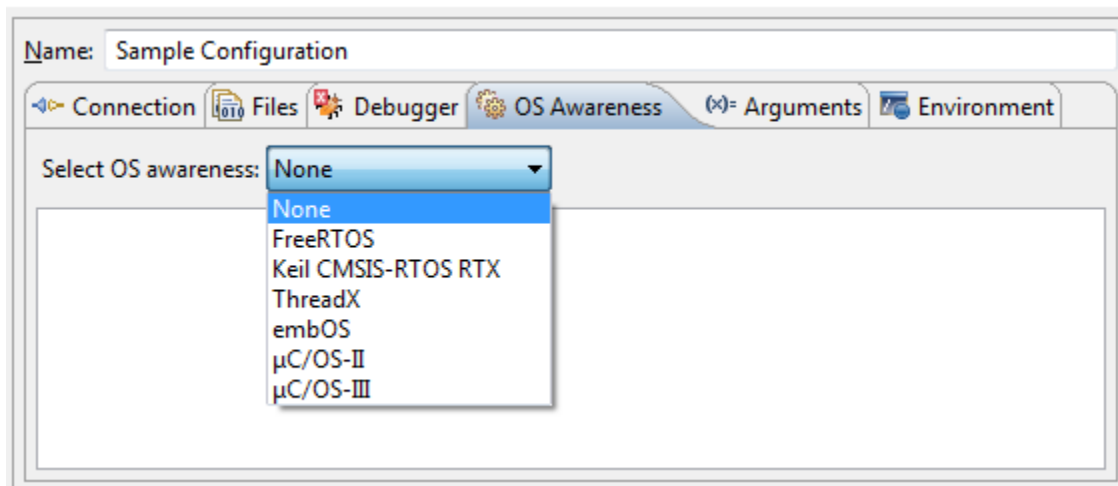 Name: Sample Configuration
Connection Files Debugger OS Awareness (x)= Arguments Environment
Select OS awareness: None
None
FreeRTOS
Keil CMSIS-RTOS RTX
ThreadX
embOS
µC/OS-II
µC/OS-III